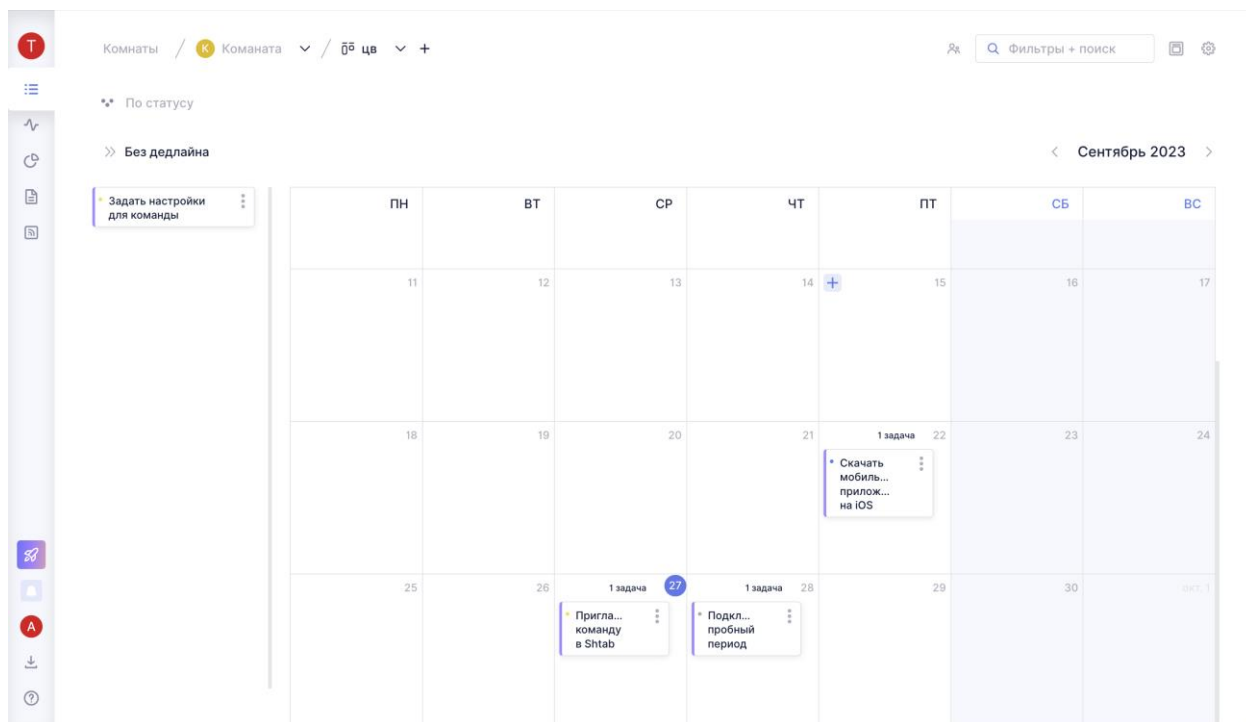 T
Комнаты / К Команата / цв +
Фильтры + поиск
По статусу
Без дедлайна
Сентябрь 2023
Задать настройки
для команды
ПН ВТ СР ЧТ ПТ СБ ВС
11 12 13 14 + 15 16 17
18 19 20 21 1 задача 22 23 24
Скачать
мобиль...
прилож...
на iOS
25 26 1 задача 27 1 задача 28 29 30 окт. 1
Пригла...
команду
в Shtab
Подкл...
пробный
период
A
?